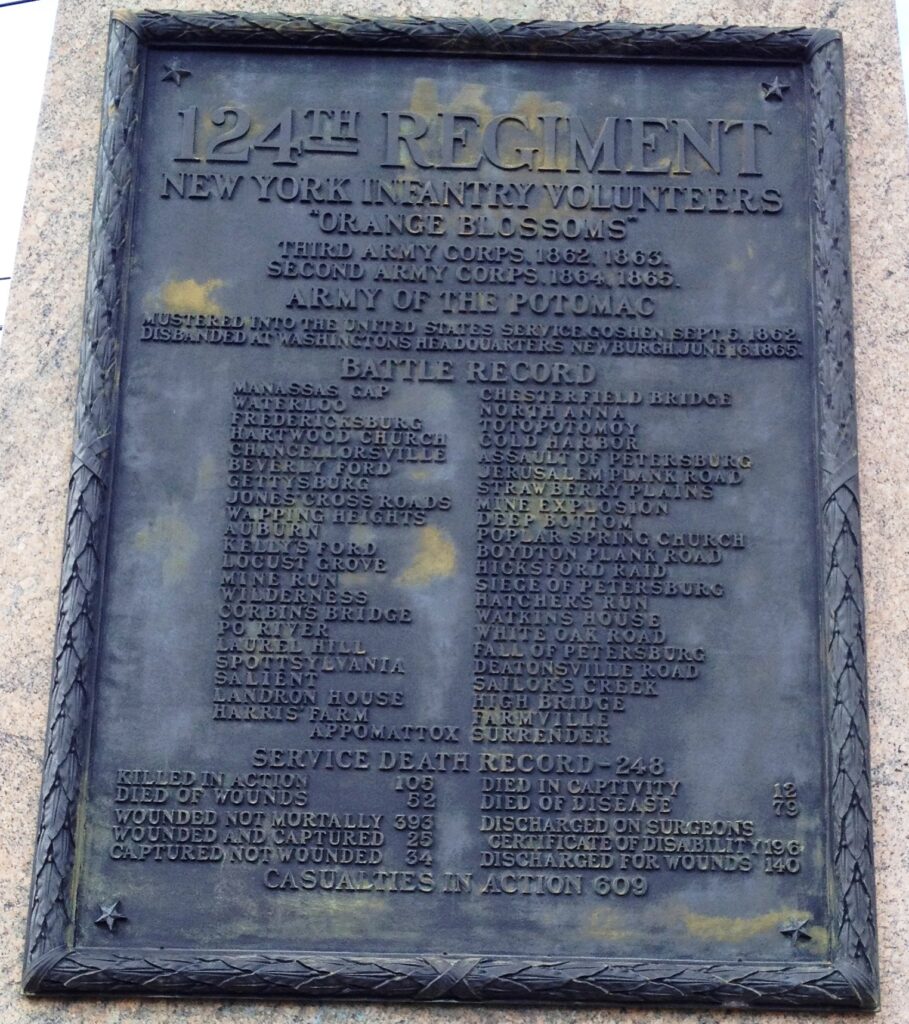 124TH REGIMENT
NEW YORK INFANTRY VOLUNTEERS
"ORANGE BLOSSOMS"
THIRD ARMY CORPS, 1862, 1863.
SECOND ARMY CORPS, 1864, 1865.
ARMY OF THE POTOMAC
MUSTERED INTO THE UNITED STATES SERVICE, GOSHEN, SEPT. 5, 1862.
DISBANDED AT WASHINGTONS HEADQUARTERS NEWBURGH, JUNE 16, 1865.
BATTLE RECORD
MANASSAS GAP
WATERLOO
FREDERICKSBURG
HARTWOOD CHURCH
CHANCELLORSVILLE
BEVERLY FORD
GETTYSBURG
JONES CROSS ROADS
WAPPING HEIGHTS
AUBURN
KELLY'S FORD
LOCUST GROVE
MINE RUN
WILDERNESS
CORBINS BRIDGE
PO RIVER
LAUREL HILL
SPOTTSYLVANIA
SALIENT
LANDRON HOUSE
HARRIS' FARM
CHESTERFIELD BRIDGE
NORTH ANNA
TOTOPOTOMOY
COLD HARBOR
ASSAULT OF PETERSBURG
JERUSALEM PLANK ROAD
STRAWBERRY PLAINS
MINE EXPLOSION
DEEP BOTTOM
POPLAR SPRING CHURCH
BOYDTON PLANK ROAD
HICKSFORD RAID
SIEGE OF PETERSBURG
HATCHERS RUN
WATKINS HOUSE
WHITE OAK ROAD
FALL OF PETERSBURG
DEATONSVILLE ROAD
SAILOR'S CREEK
HIGH BRIDGE
FARMVILLE
APPOMATTOX SURRENDER
SERVICE DEATH RECORD - 248
KILLED IN ACTION 105
DIED OF WOUNDS 52
WOUNDED NOT MORTALLY 393
WOUNDED AND CAPTURED 25
CAPTURED NOT WOUNDED 34
DIED IN CAPTIVITY 12
DIED OF DISEASE 79
DISCHARGED ON SURGEONS
CERTIFICATE OF DISABILITY 196
DISCHARGED FOR WOUNDS 140
CASUALTIES IN ACTION 609